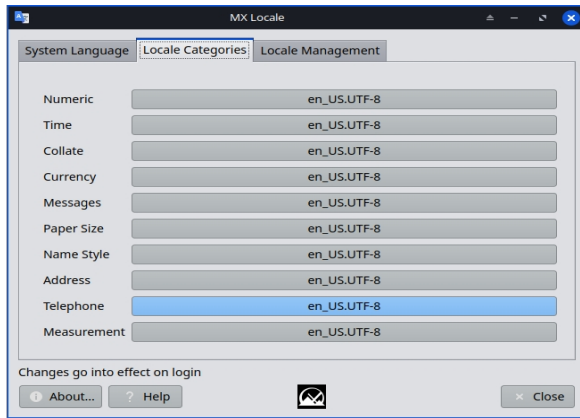 MX Locale
System Language Locale Categories Locale Management
Numeric en_US.UTF-8
Time en_US.UTF-8
Collate en_US.UTF-8
Currency en_US.UTF-8
Messages en_US.UTF-8
Paper Size en_US.UTF-8
Name Style en_US.UTF-8
Address en_US.UTF-8
Telephone en_US.UTF-8
Measurement en_US.UTF-8
Changes go into effect on login
About... Help Close